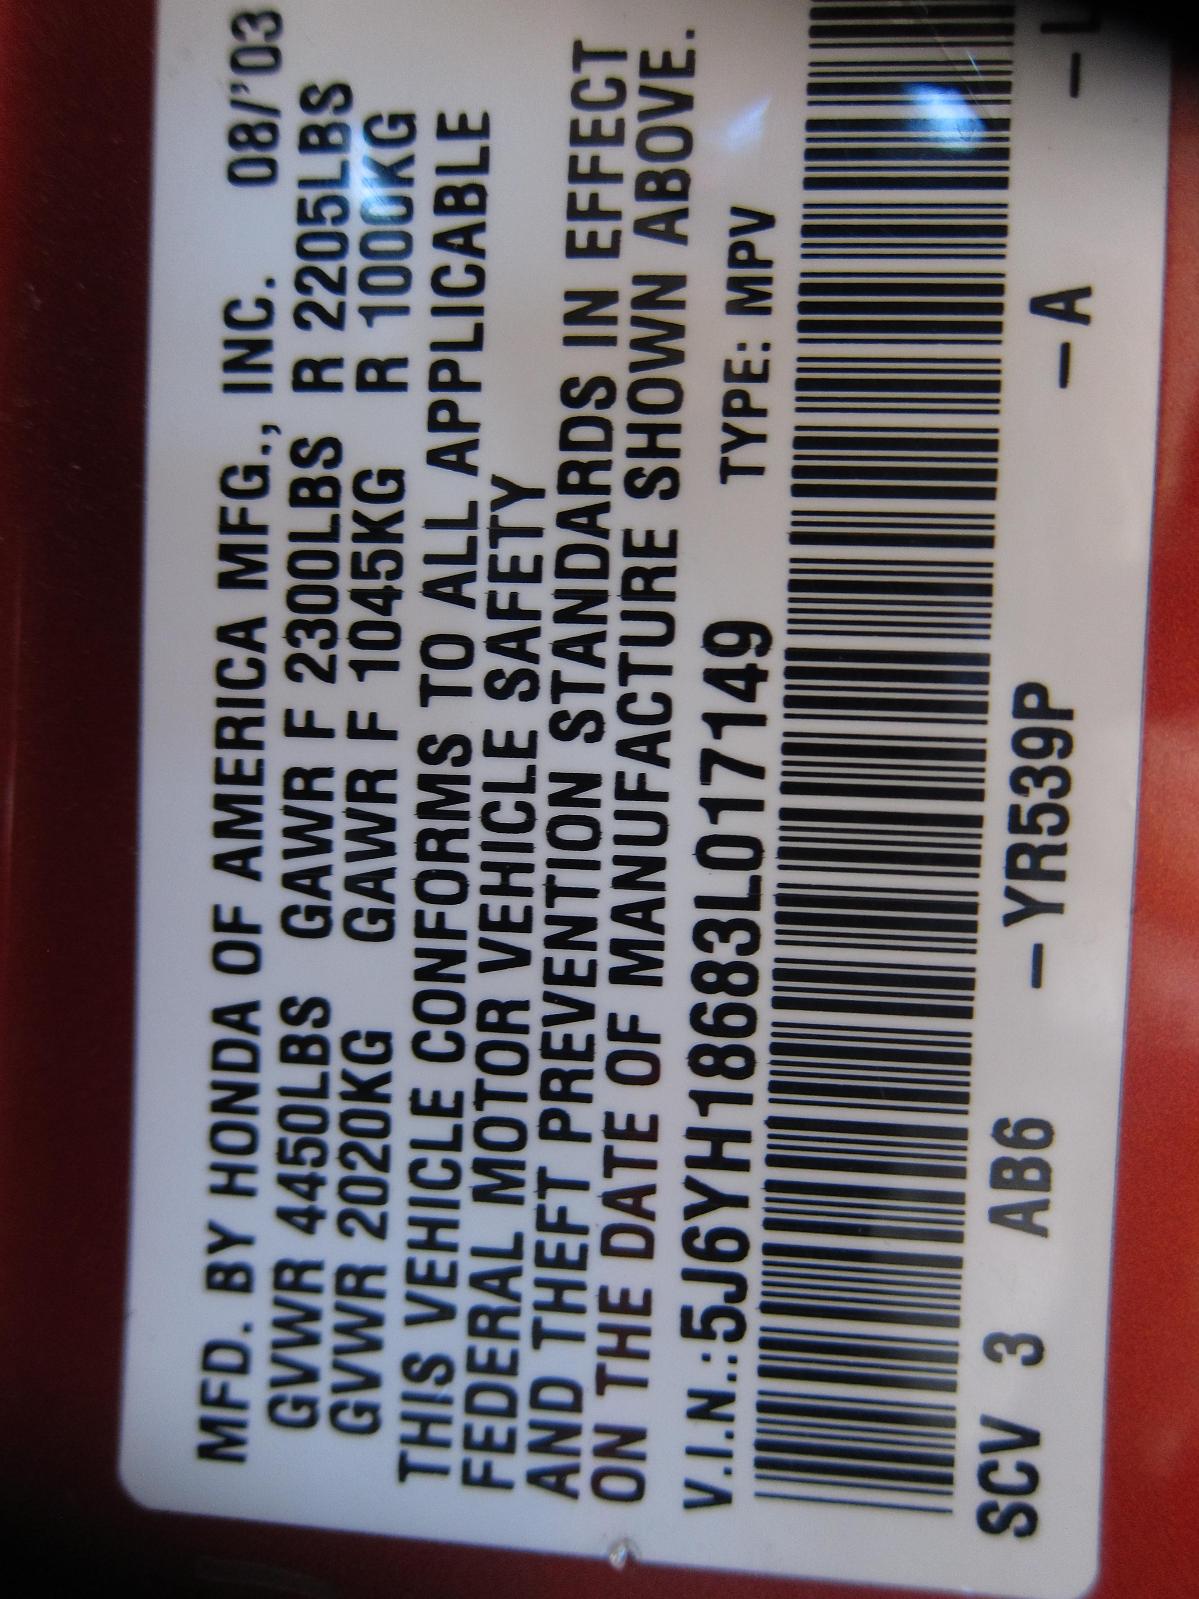 MFD. BY HONDA OF AMERICA MFG., INC. 08/'03
GVWR 4450LBS GAWR F 2300LBS R 2205LBS
GVWR 2020KG GAWR F 1045KG R 1000KG
THIS VEHICLE CONFORMS TO ALL APPLICABLE
FEDERAL MOTOR VEHICLE SAFETY
AND THEFT PREVENTION STANDARDS IN EFFECT
ON THE DATE OF MANUFACTURE SHOWN ABOVE.
V.I.N.:5J6YH18683L017149 TYPE: MPV
SCV 3 AB6 –YR539P –A –L